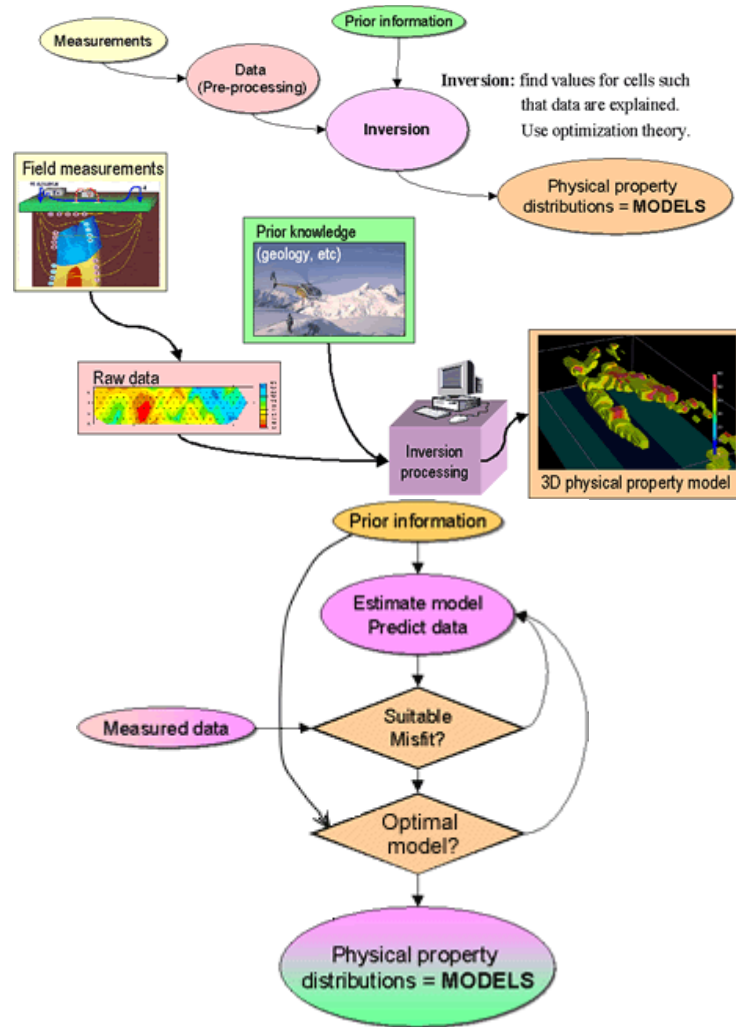 Measurements
Prior information
Data
(Pre-processing)
Inversion: find values for cells such
that data are explained.
Use optimization theory.
Inversion
Physical property
distributions = MODELS
Field measurements
Prior knowledge
(geology, etc)
Raw data
Inversion
processing
3D physical property model
Prior information
Estimate model
Predict data
Measured data
Suitable
Misfit?
Optimal
model?
Physical property
distributions = MODELS